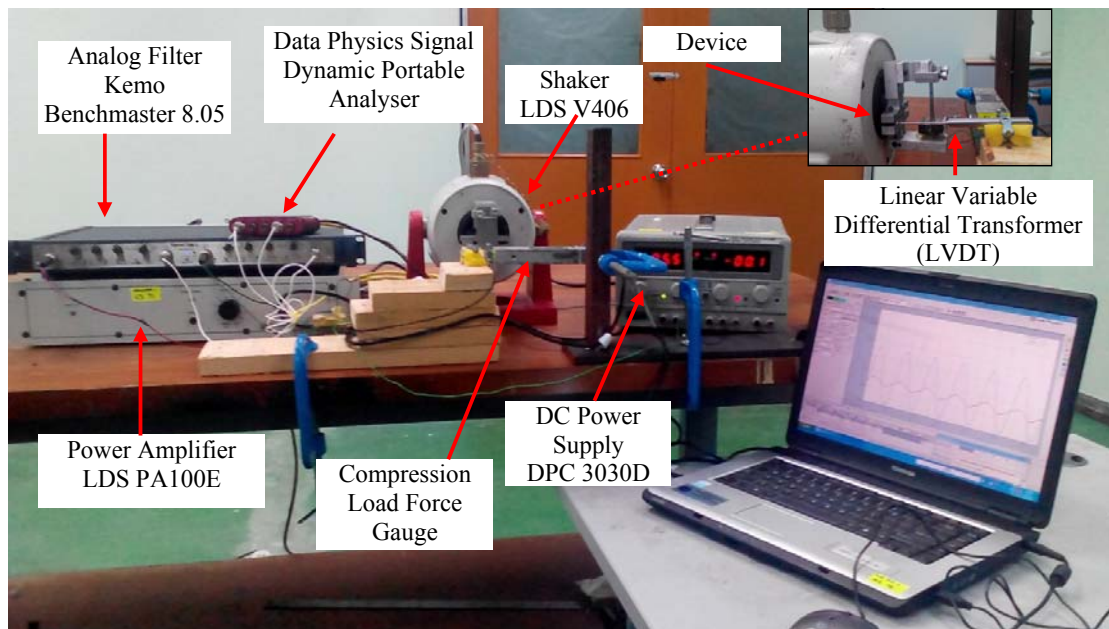 Analog Filter
Kemo
Benchmaster 8.05
Data Physics Signal
Dynamic Portable
Analyser
Shaker
LDS V406
Device
Linear Variable
Differential Transformer
(LVDT)
Power Amplifier
LDS PA100E
Compression
Load Force
Gauge
DC Power
Supply
DPC 3030D